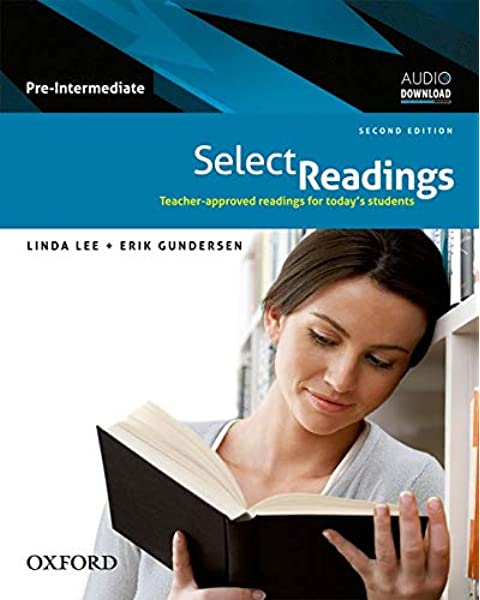 AUDIO
DOWNLOAD
Pre-Intermediate
SECOND EDITION
Select Readings
Teacher-approved readings for today's students
LINDA LEE + ERIK GUNDERSEN
OXFORD